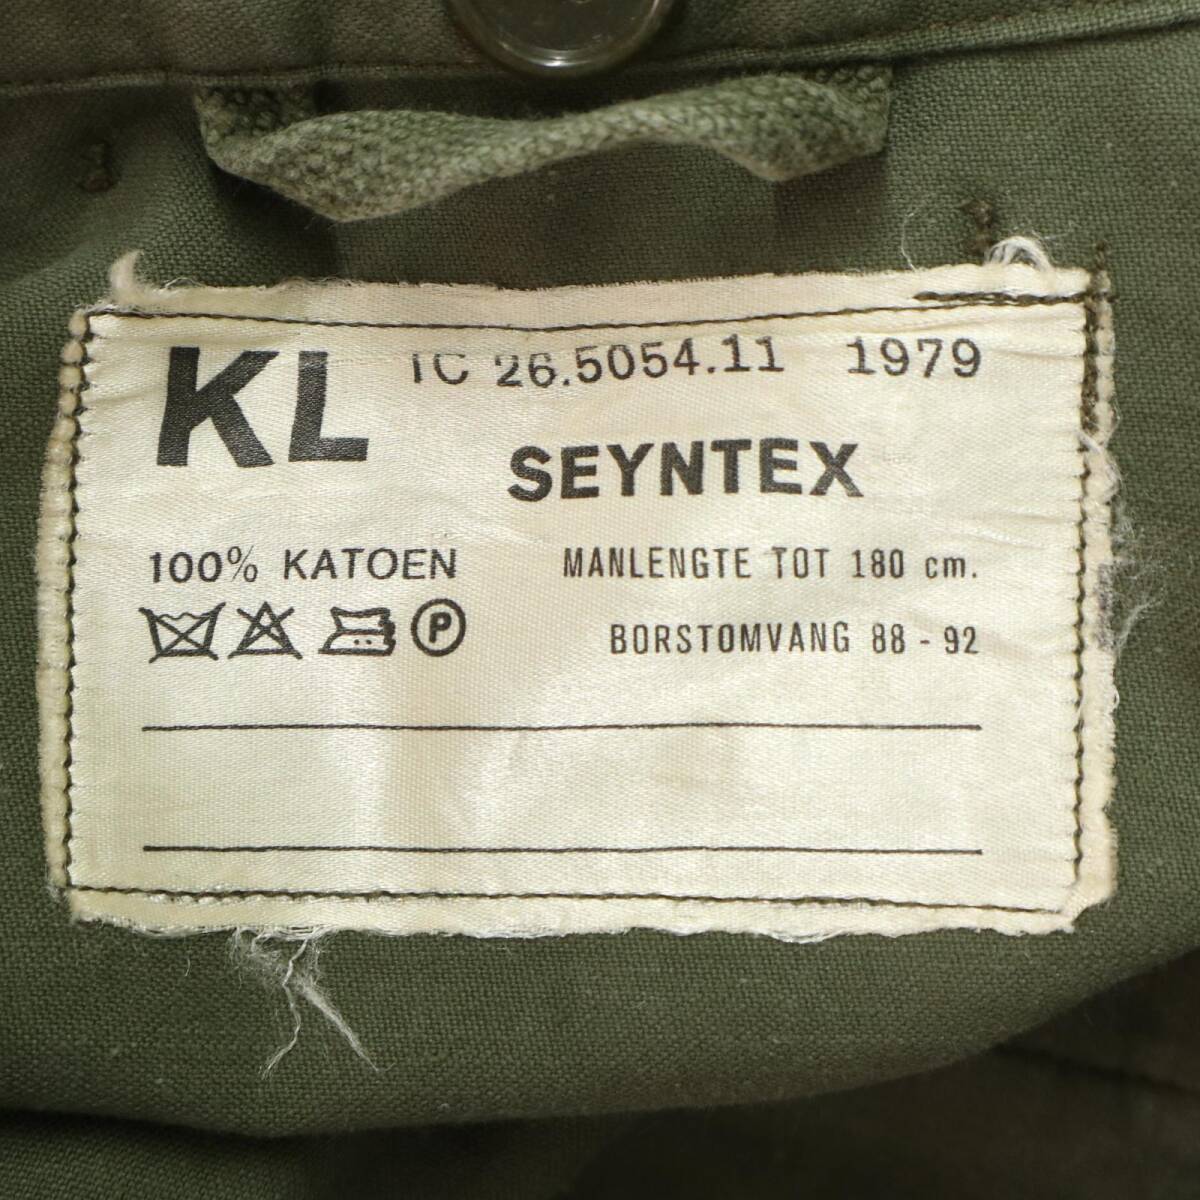 KL IC 26.5054.11 1979
SEYNTEX
100% KATOEN MANLENGTE TOT 180 cm.
P BORSTOMVANG 88 - 92